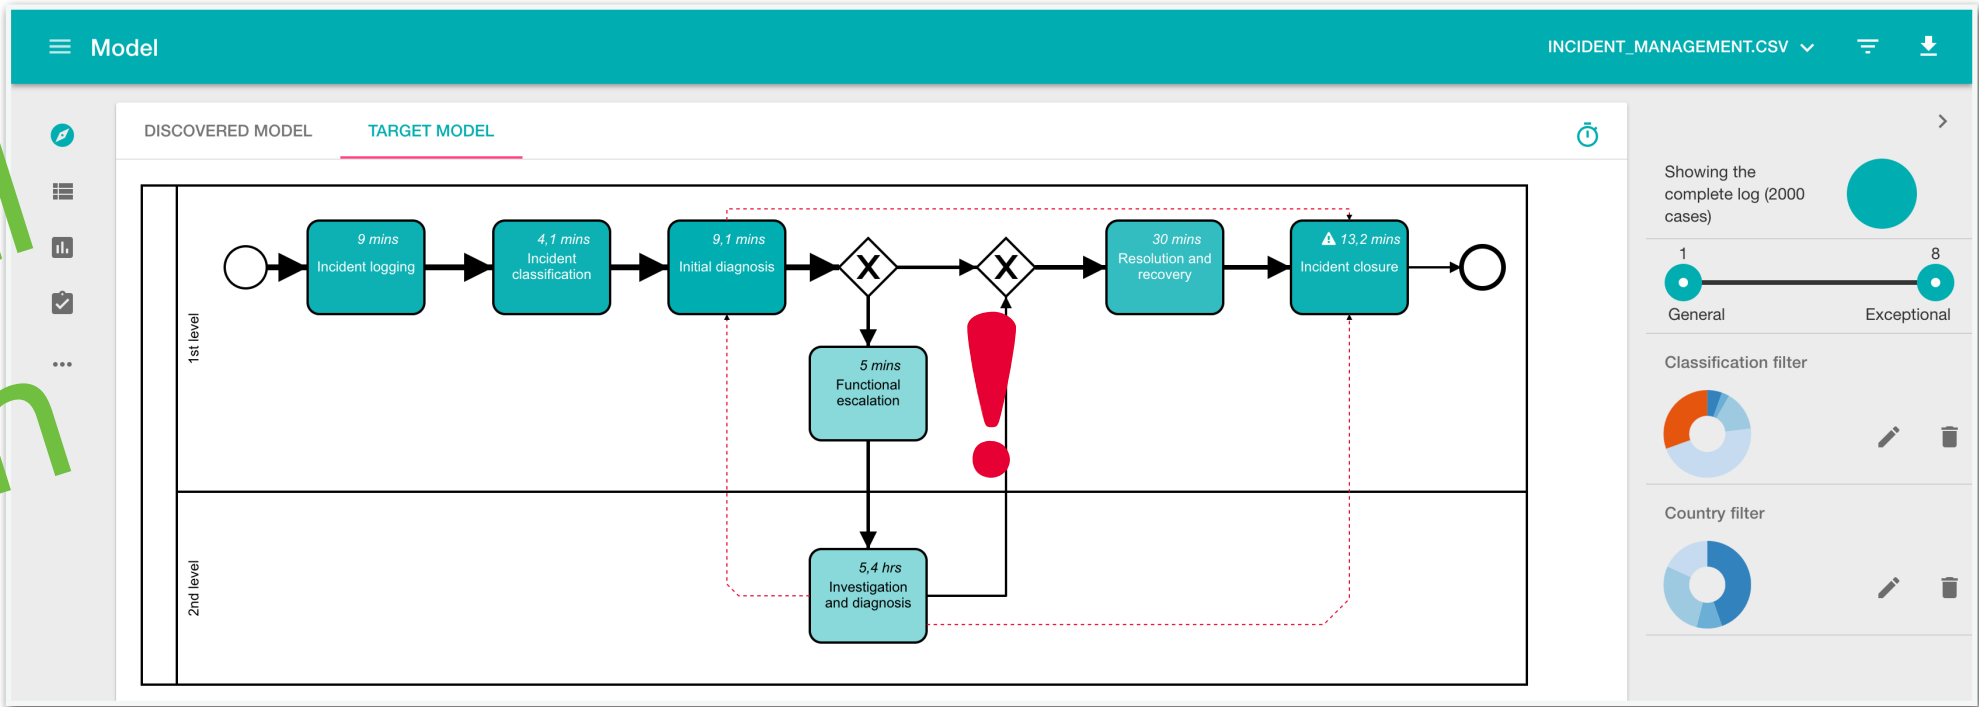 Model
INCIDENT_MANAGEMENT.CSV
DISCOVERED MODEL
TARGET MODEL
1st level
9 mins
Incident logging
4,1 mins
Incident
classification
9,1 mins
Initial diagnosis
X
X
30 mins
Resolution and
recovery
13,2 mins
Incident closure
5 mins
Functional
escalation
2nd level
5,4 hrs
Investigation
and diagnosis
Showing the
complete log (2000
cases)
1
8
General
Exceptional
Classification filter
Country filter